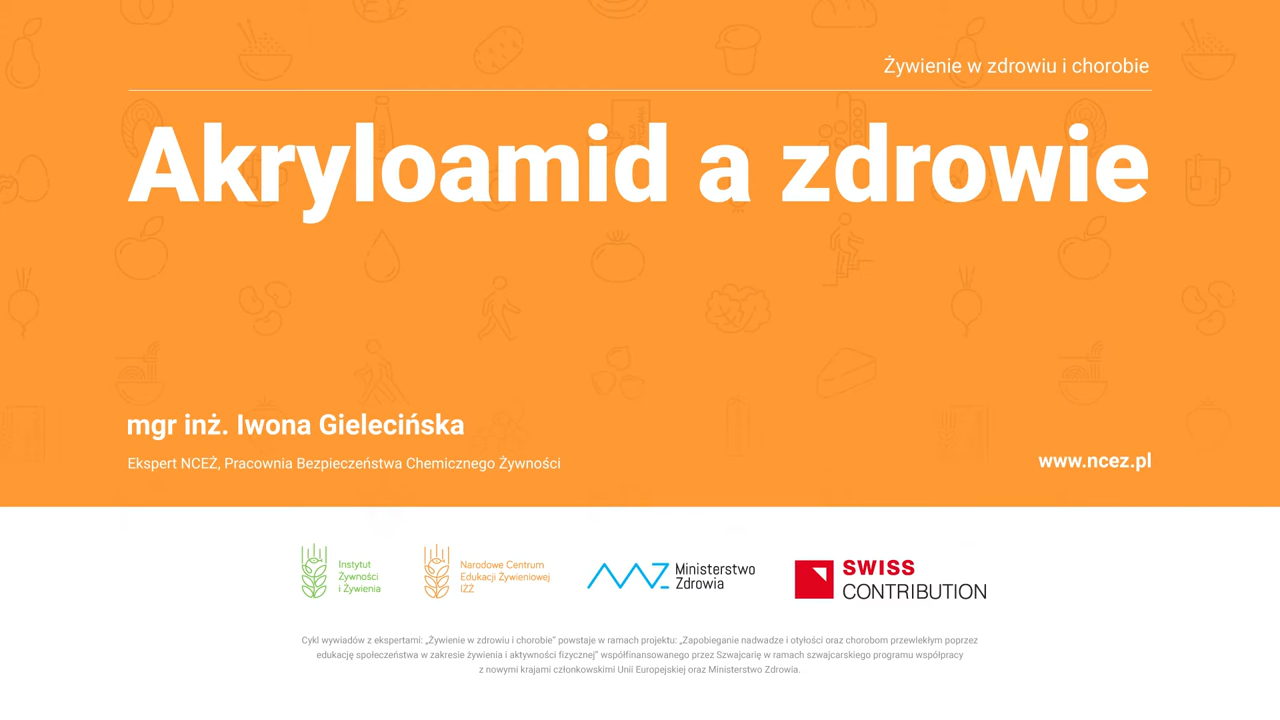 Żywienie w zdrowiu i chorobie
Akryloamid a zdrowie
mgr inż. Iwona Gielecińska
Ekspert NCEŻ, Pracownia Bezpieczeństwa Chemicznego Żywności
www.ncez.pl
Instytut
Żywności
i Żywienia
Narodowe Centrum
Edukacji Żywieniowej
IŻŻ
Ministerstwo
Zdrowia
SWISS
CONTRIBUTION
Cykl wywiadów z ekspertami: „Żywienie w zdrowiu i chorobie” powstaje w ramach projektu: „Zapobieganie nadwadze i otyłości oraz chorobom przewlekłym poprzez
edukację społeczeństwa w zakresie żywienia i aktywności fizycznej” współfinansowanego przez Szwajcarię w ramach szwajcarskiego programu współpracy
z nowymi krajami członkowskimi Unii Europejskiej oraz Ministerstwo Zdrowia.